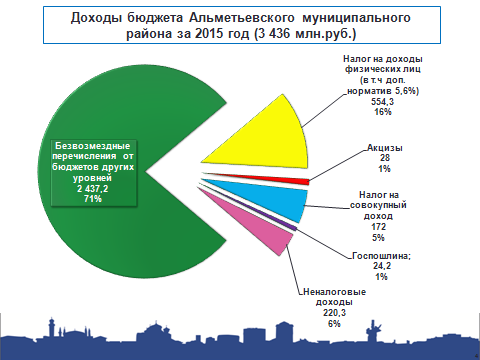 Доходы бюджета Альметьевского муниципального
района за 2015 год (3 436 млн.руб.)
Налог на доходы
физических лиц
(в т.ч доп.
норматив 5,6%)
554,3
16%
Безвозмездные
перечисления от
бюджетов других
уровней
2 437,2
71%
Акцизы
28
1%
Налог на
совокупный
доход
172
5%
Госпошлина;
24,2
1%
Неналоговые
доходы
220,3
6%